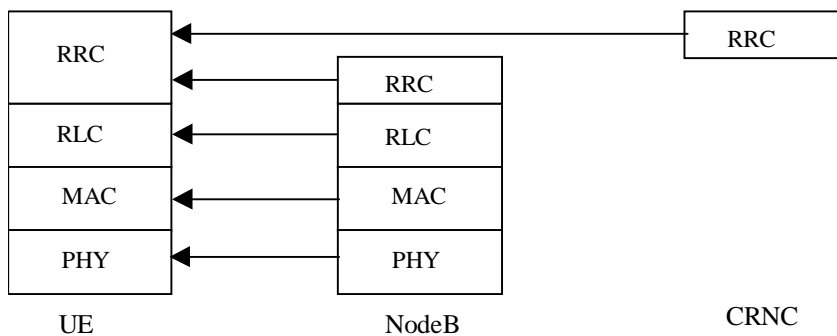 RRC
RRC
RRC
RLC
RLC
MAC
MAC
PHY
PHY
UE
NodeB
CRNC